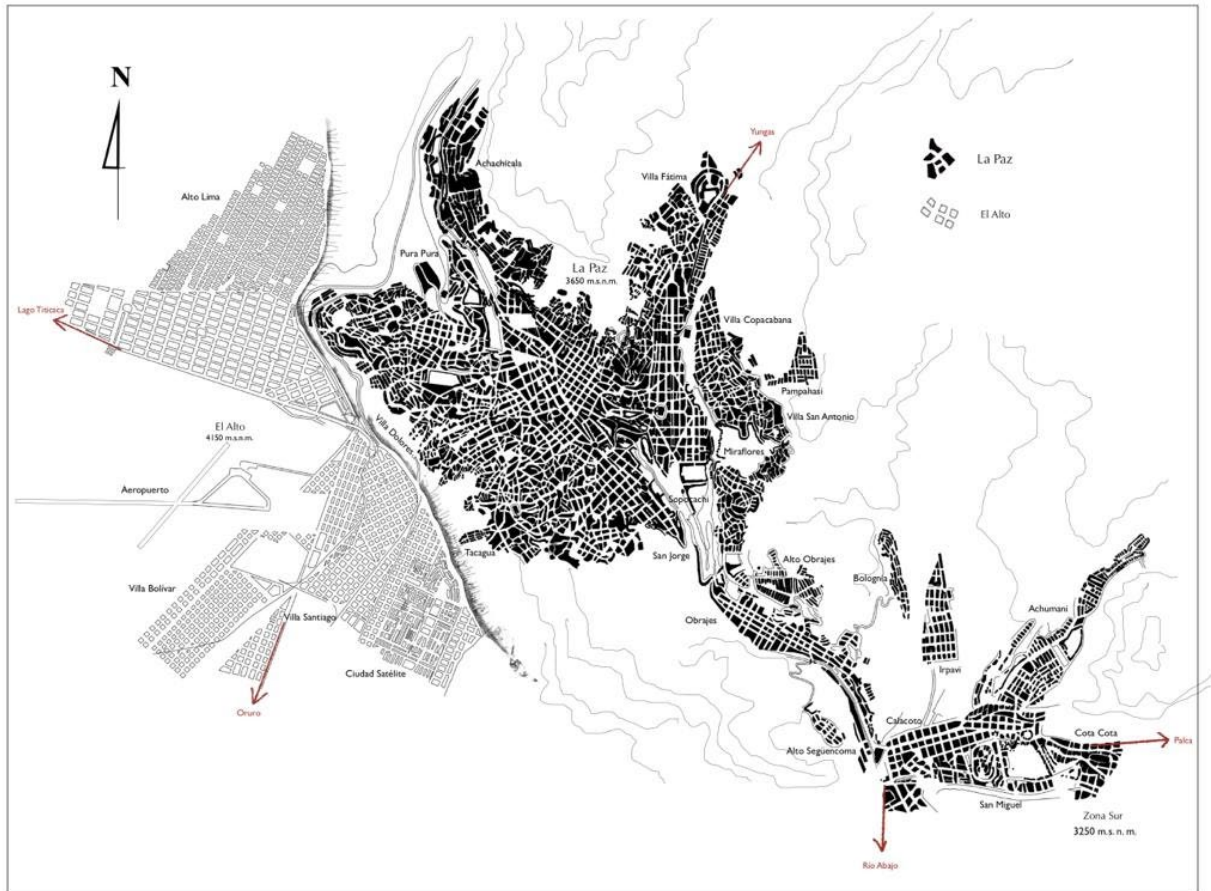 N
Yungas
Achachicala
Villa Fátima
La Paz
Alto Lima
El Alto
Pura Pura
La Paz
3650 m.s.n.m.
Lago Titicaca
Villa Copacabana
Pampahasi
Villa San Antonio
El Alto
4150 m.s.n.m.
Villa Dolores
Miraflores
Aeropuerto
Sopocachi
Tacagua
San Jorge
Alto Obrajes
Bolognia
Villa Bolívar
Achumani
Villa Santiago
Obrajes
Ciudad Satélite
Irpavi
Oruro
Calacoto
Cota Cota
Palca
Alto Següencoma
San Miguel
Zona Sur
3250 m.s. n. m.
Río Abajo